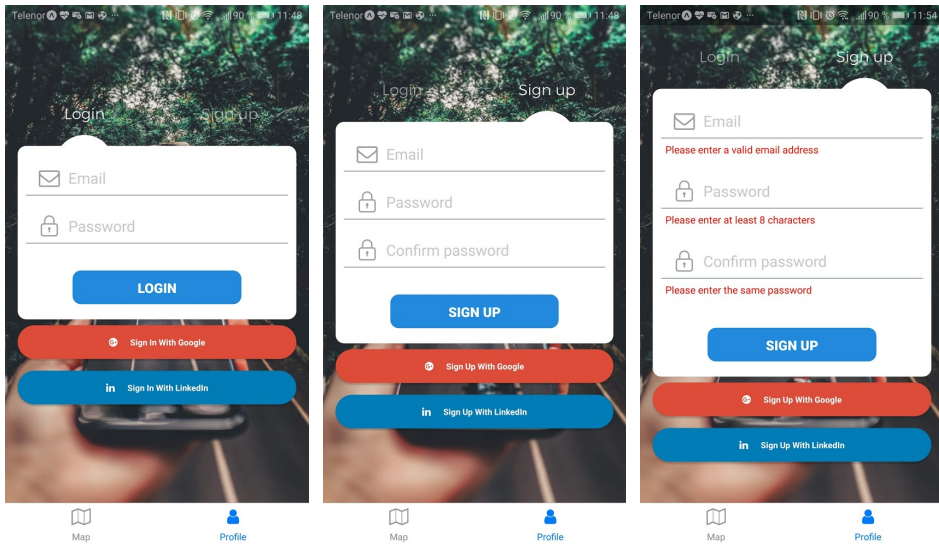 Telenor 90 % 11:48
Login
Sign up
Email
Password
LOGIN
Sign In With Google
in Sign In With LinkedIn
Map
Profile
Telenor 90 % 11:48
Login
Sign up
Email
Password
Confirm password
SIGN UP
Sign Up With Google
in Sign Up With LinkedIn
Map
Profile
Telenor 90 % 11:54
Login
Sign up
Email
Please enter a valid email address
Password
Please enter at least 8 characters
Confirm password
Please enter the same password
SIGN UP
Sign Up With Google
in Sign Up With LinkedIn
Map
Profile